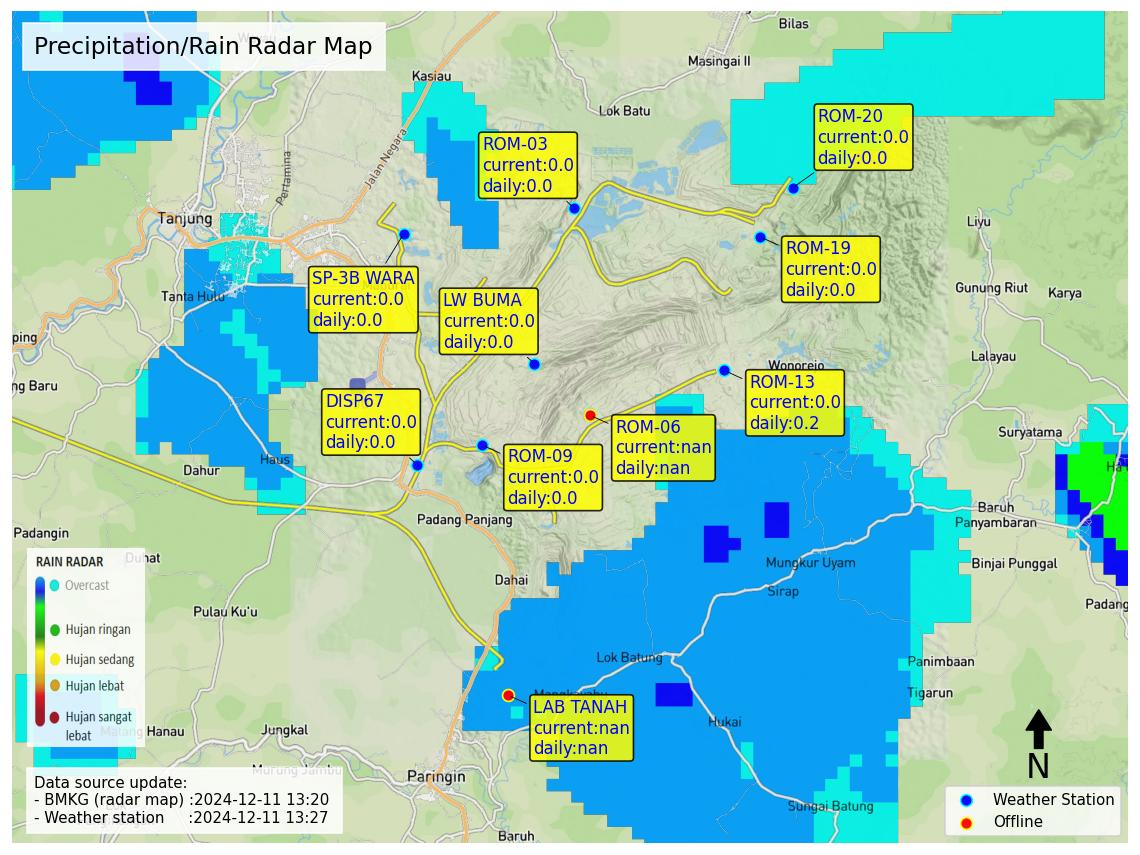 Precipitation/Rain Radar Map
Bilas
Masingai II
Kasiau
Lok Batu
ROM-20
current:0.0
daily:0.0
ROM-03
current:0.0
daily:0.0
Jalan Negara
Pertamina
Tanjung
Liyu
ROM-19
current:0.0
daily:0.0
SP-3B WARA
current:0.0
daily:0.0
LW BUMA
current:0.0
daily:0.0
Tanta Hulu
Gunung Riut
Karya
ping
Lalayau
ng Baru
Wonorejo
ROM-13
current:0.0
daily:0.2
DISP67
current:0.0
daily:0.0
ROM-06
current:nan
daily:nan
Suryatama
ROM-09
current:0.0
daily:0.0
Haus
Dahur
Baruh
Panyambaran
Padang Panjang
Padangin
Duhat
Mungkur Uyam
Binjai Punggal
Dahai
Sirap
Padang
Pulau Ku'u
RAIN RADAR
Overcast
Hujan ringan
Hujan sedang
Hujan lebat
Hujan sangat
lebat
Lok Batung
Panimbaan
Tigarun
LAB TANAH
current:nan
daily:nan
Hukai
Hanau
Jungkal
Murung Jambu
Paringin
Sungai Batung
Baruh
N
Data source update:
- BMKG (radar map) :2024-12-11 13:20
- Weather station :2024-12-11 13:27
Weather Station
Offline